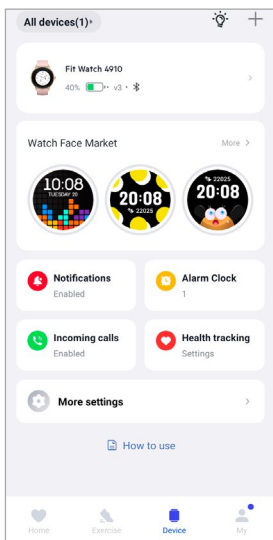 All devices(1)
Fit Watch 4910
40% v3
Watch Face Market
More
10:08
TUESDAY 20
20:08
22025
22025
20:08
Notifications
Enabled
Alarm Clock
1
Incoming calls
Enabled
Health tracking
Settings
More settings
How to use
Home
Exercise
Device
My